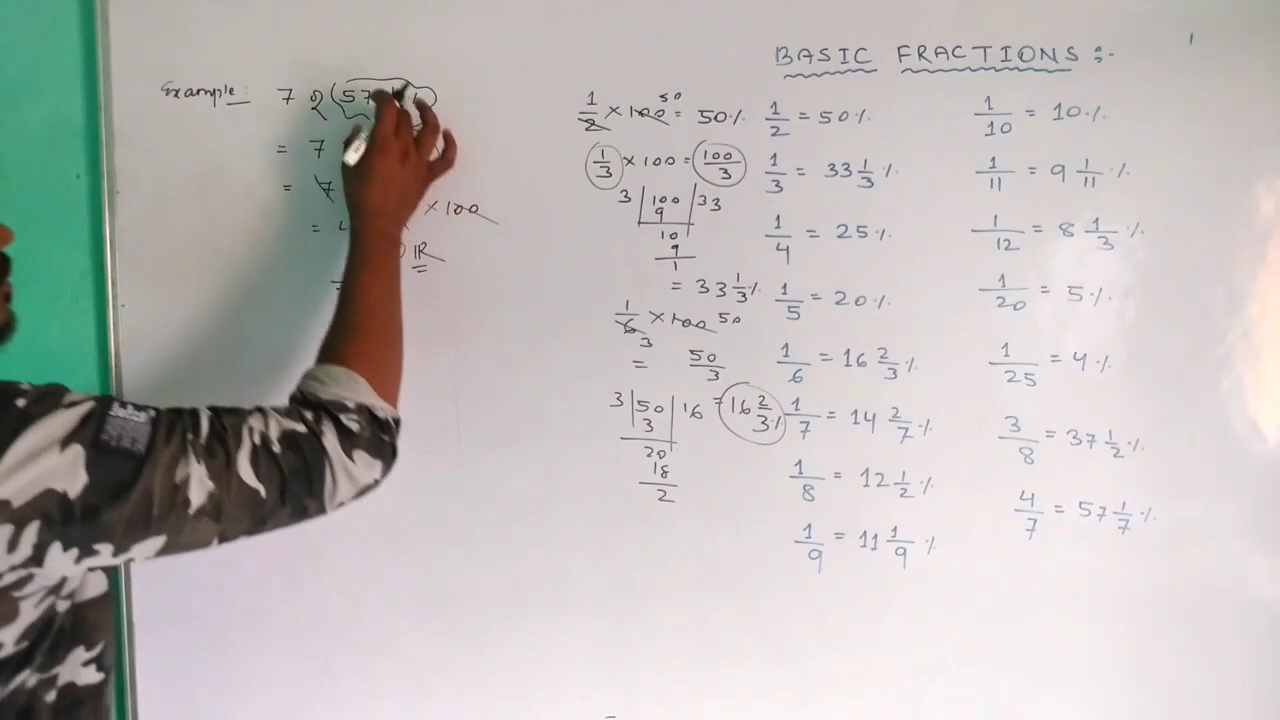 BASIC FRACTIONS :-
Example:
7 (57
= 7
= 7
× 100
= 4
1/2 × 100 50 = 50%
1/3 × 100 = 100/3
3 | 100 | 33
9
10
9
1
= 33 1/3 %
1/6 × 100 50
3
= 50/3
3 | 50 | 16 = 16 2/3 %
3
20
18
2
1/2 = 50%
1/3 = 33 1/3 %
1/4 = 25%
1/5 = 20%
1/6 = 16 2/3 %
1/7 = 14 2/7 %
1/8 = 12 1/2 %
1/9 = 11 1/9 %
1/10 = 10%
1/11 = 9 1/11 %
1/12 = 8 1/3 %
1/20 = 5%
1/25 = 4%
3/8 = 37 1/2 %
4/7 = 57 1/7 %